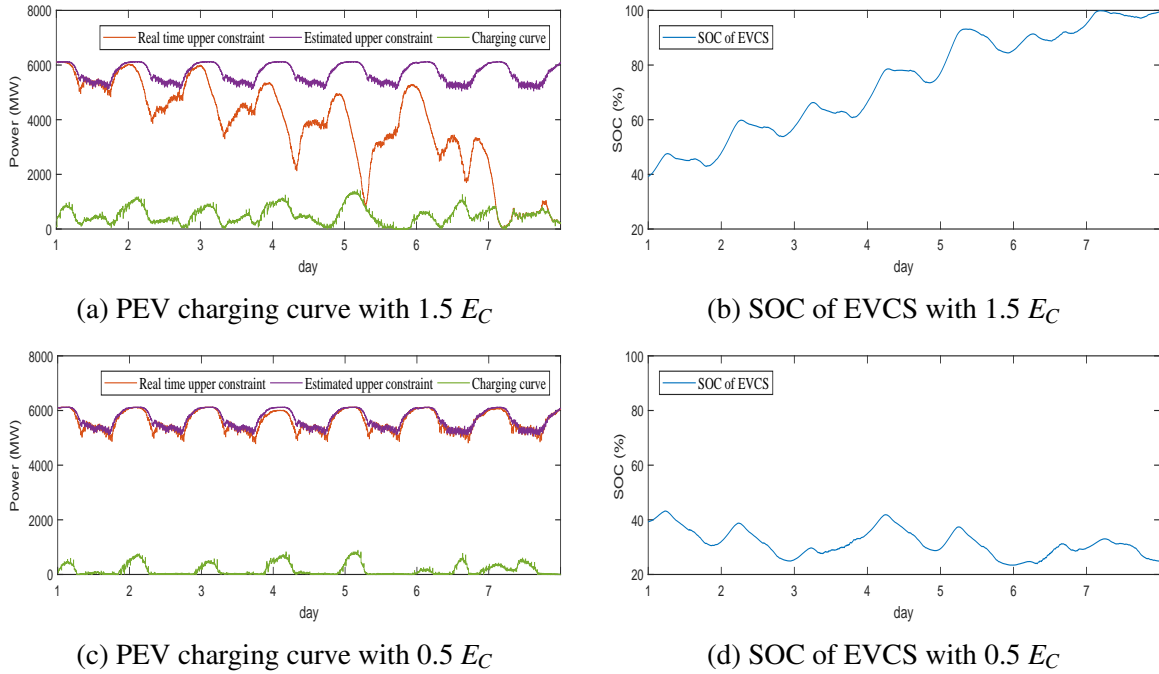 8000
6000
4000
2000
0
Power (MW)
Real time upper constraint Estimated upper constraint Charging curve
1 2 3 4 5 6 7
day
(a) PEV charging curve with 1.5 E_C
100
80
60
40
20
SOC (%)
SOC of EVCS
1 2 3 4 5 6 7
day
(b) SOC of EVCS with 1.5 E_C
8000
6000
4000
2000
0
Power (MW)
Real time upper constraint Estimated upper constraint Charging curve
1 2 3 4 5 6 7
day
(c) PEV charging curve with 0.5 E_C
100
80
60
40
20
SOC (%)
SOC of EVCS
1 2 3 4 5 6 7
day
(d) SOC of EVCS with 0.5 E_C